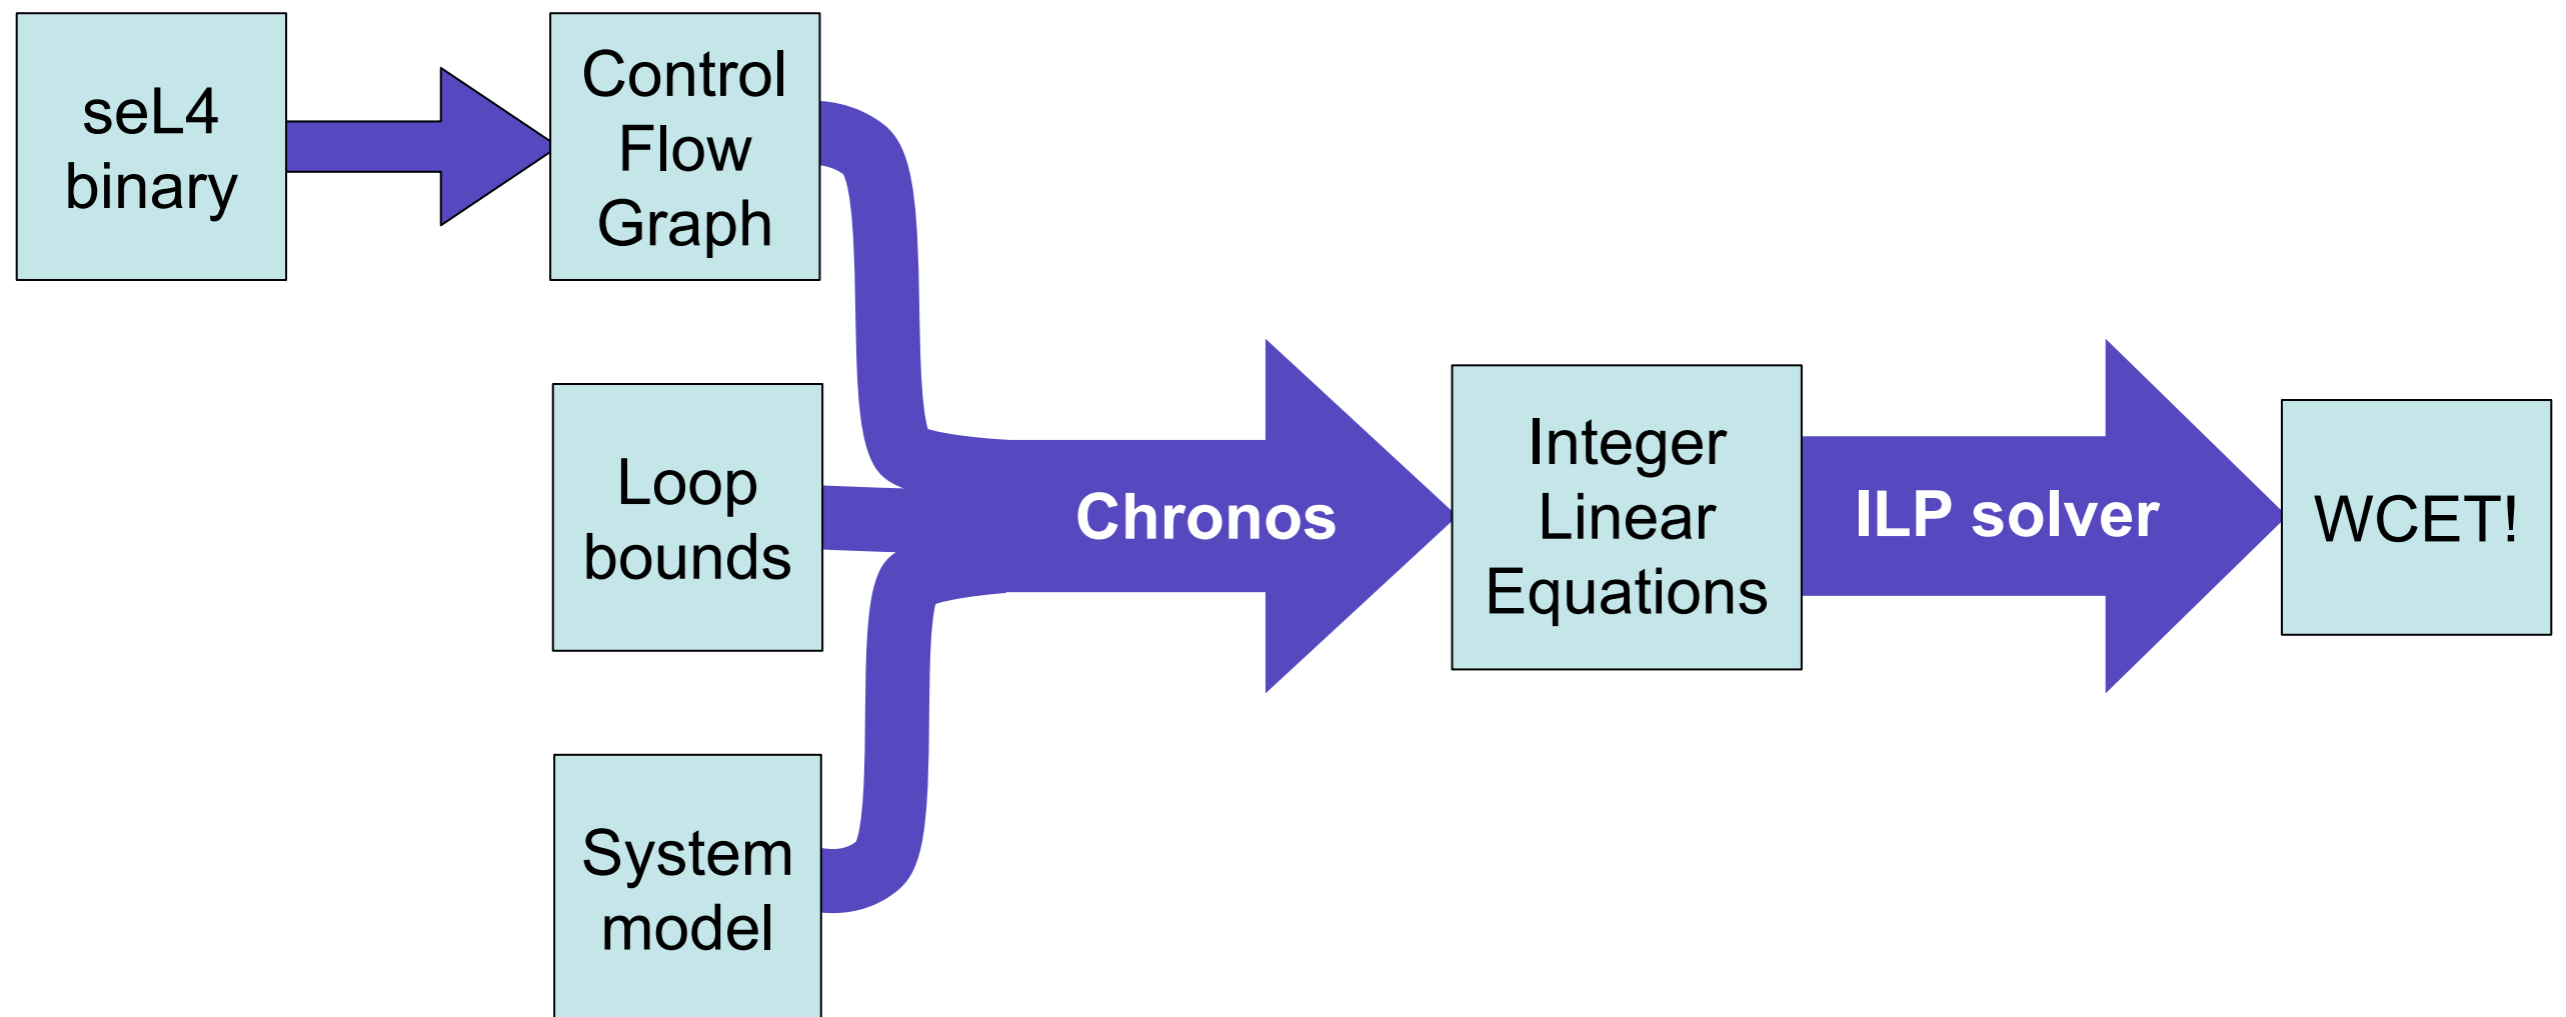 seL4
binary
Control
Flow
Graph
Loop
bounds
System
model
Chronos
Integer
Linear
Equations
ILP solver
WCET!